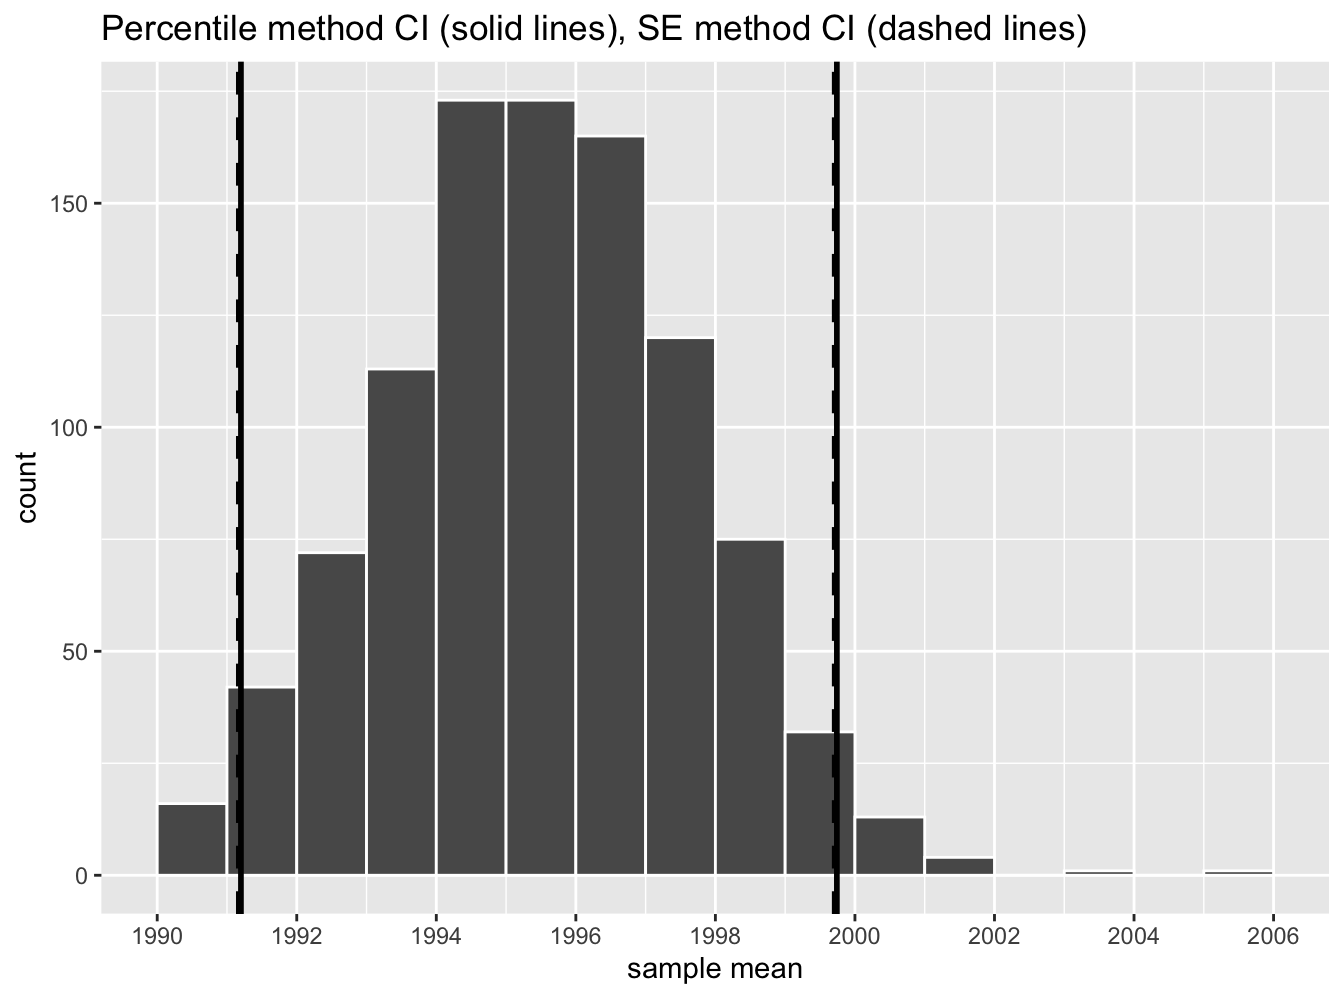 Percentile method CI (solid lines), SE method CI (dashed lines)
150
100
50
0
count
1990 1992 1994 1996 1998 2000 2002 2004 2006
sample mean